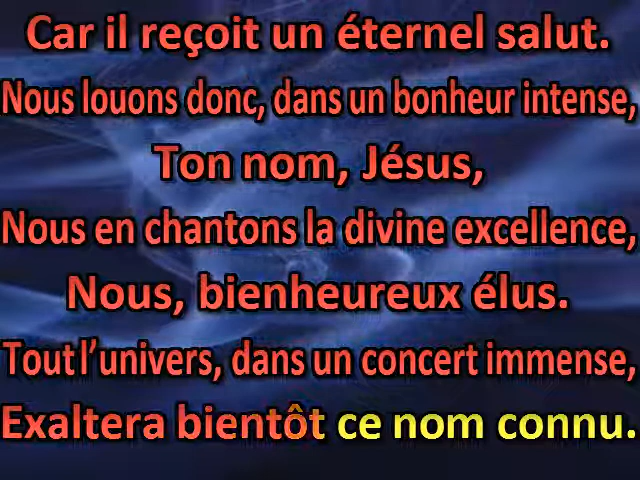 Car il reçoit un éternel salut.
Nous louons donc, dans un bonheur intense,
Ton nom, Jésus,
Nous en chantons la divine excellence,
Nous, bienheureux élus.
Tout l’univers, dans un concert immense,
Exaltera bientôt ce nom connu.